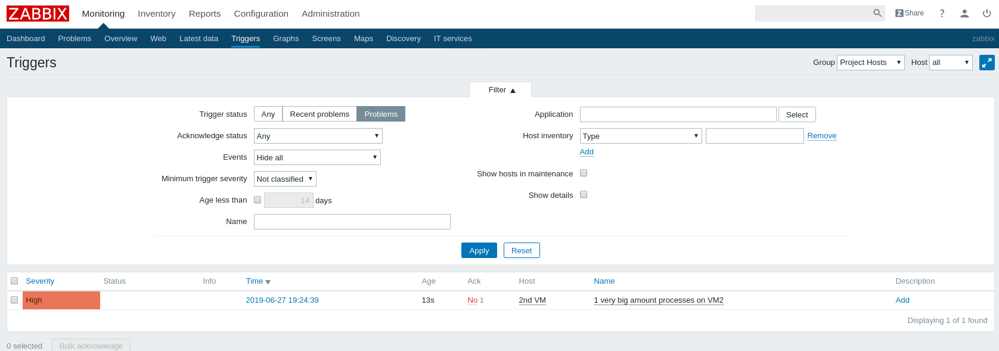 ZABBIX Monitoring Inventory Reports Configuration Administration Z Share ?
Dashboard Problems Overview Web Latest data Triggers Graphs Screens Maps Discovery IT services zabbix
Triggers Group Project Hosts Host all
Filter
Trigger status Any Recent problems Problems Application Select
Acknowledge status Any Host inventory Type Remove
Add
Events Hide all
Minimum trigger severity Not classified Show hosts in maintenance
Age less than 14 days Show details
Name
Apply Reset
Severity Status Info Time Age Ack Host Name Description
High 2019-06-27 19:24:39 13s No 1 2nd VM 1 very big amount processes on VM2 Add
Displaying 1 of 1 found
0 selected Bulk acknowledge